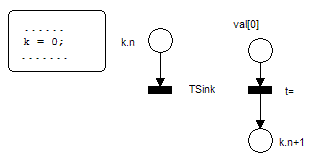 ------
k = 0;
-------
k.n
TSink
val[0]
t=
k.n+1